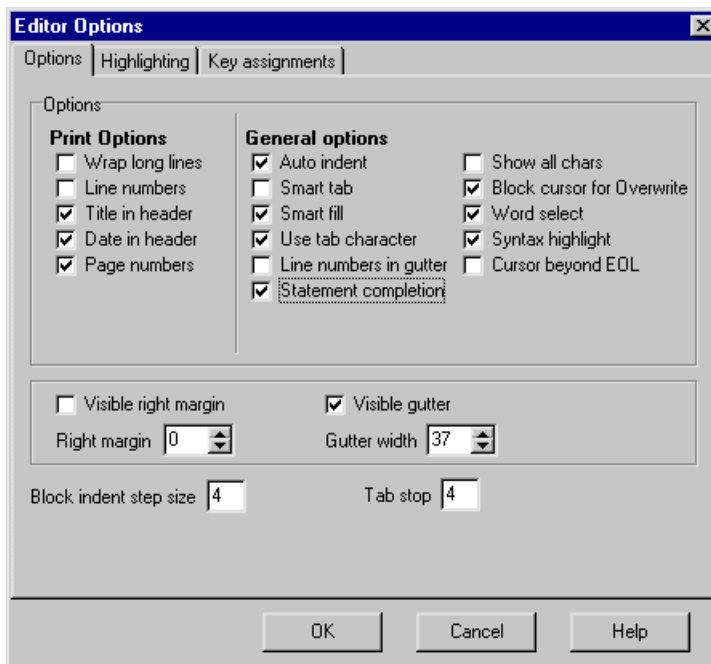 Editor Options
Options Highlighting Key assignments
Options
Print Options
Wrap long lines
Line numbers
Title in header
Date in header
Page numbers
General options
Auto indent
Smart tab
Smart fill
Use tab character
Line numbers in gutter
Statement completion
Show all chars
Block cursor for Overwrite
Word select
Syntax highlight
Cursor beyond EOL
Visible right margin
Right margin 0
Visible gutter
Gutter width 37
Block indent step size 4
Tab stop 4
OK Cancel Help